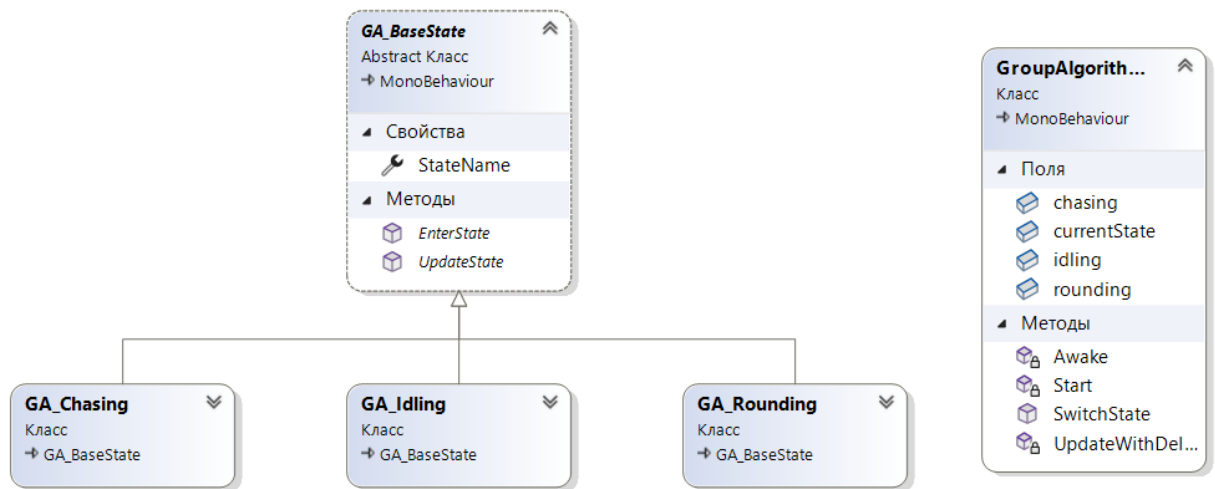 GA_BaseState
Abstract Класс
MonoBehaviour
Свойства
StateName
Методы
EnterState
UpdateState
GroupAlgorith...
Класс
MonoBehaviour
Поля
chasing
currentState
idling
rounding
Методы
Awake
Start
SwitchState
UpdateWithDel...
GA_Chasing
Класс
GA_BaseState
GA_Idling
Класс
GA_BaseState
GA_Rounding
Класс
GA_BaseState